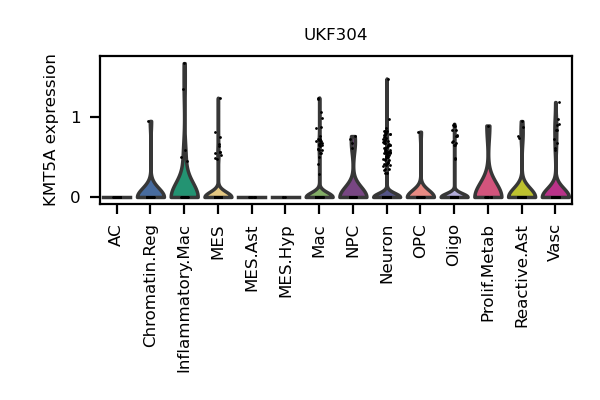 UKF304
KMT5A expression
1
0
AC
Chromatin.Reg
Inflammatory.Mac
MES
MES.Ast
MES.Hyp
Mac
NPC
Neuron
OPC
Oligo
Prolif.Metab
Reactive.Ast
Vasc